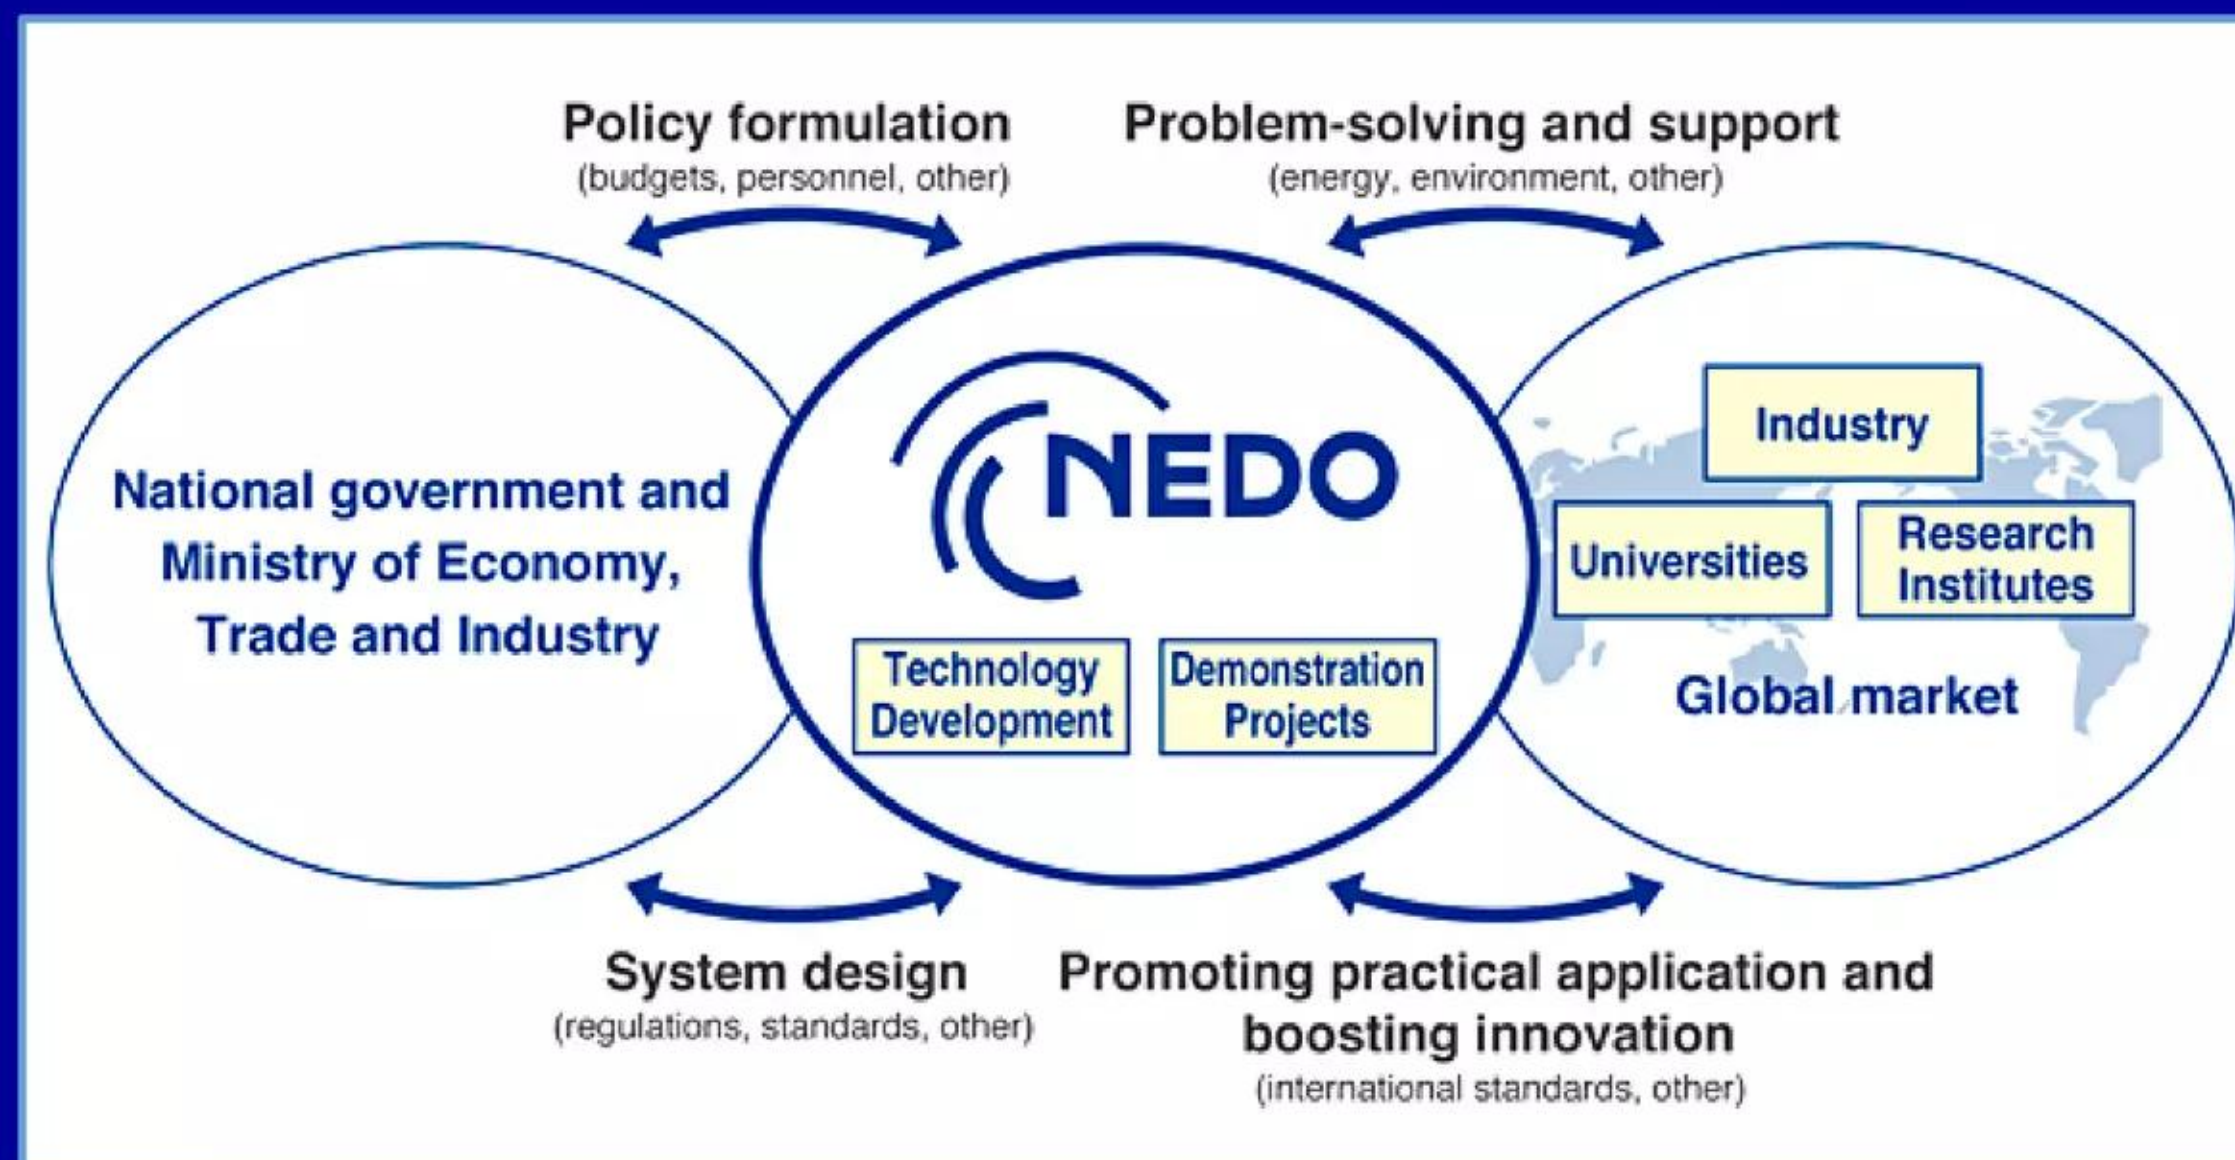 Policy formulation
(budgets, personnel, other)
Problem-solving and support
(energy, environment, other)
National government and
Ministry of Economy,
Trade and Industry
NEDO
Technology
Development
Demonstration
Projects
Industry
Universities
Research
Institutes
Global market
System design
(regulations, standards, other)
Promoting practical application and
boosting innovation
(international standards, other)